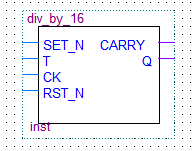 div_by_16
SET_N CARRY
T Q
CK
RST_N
inst